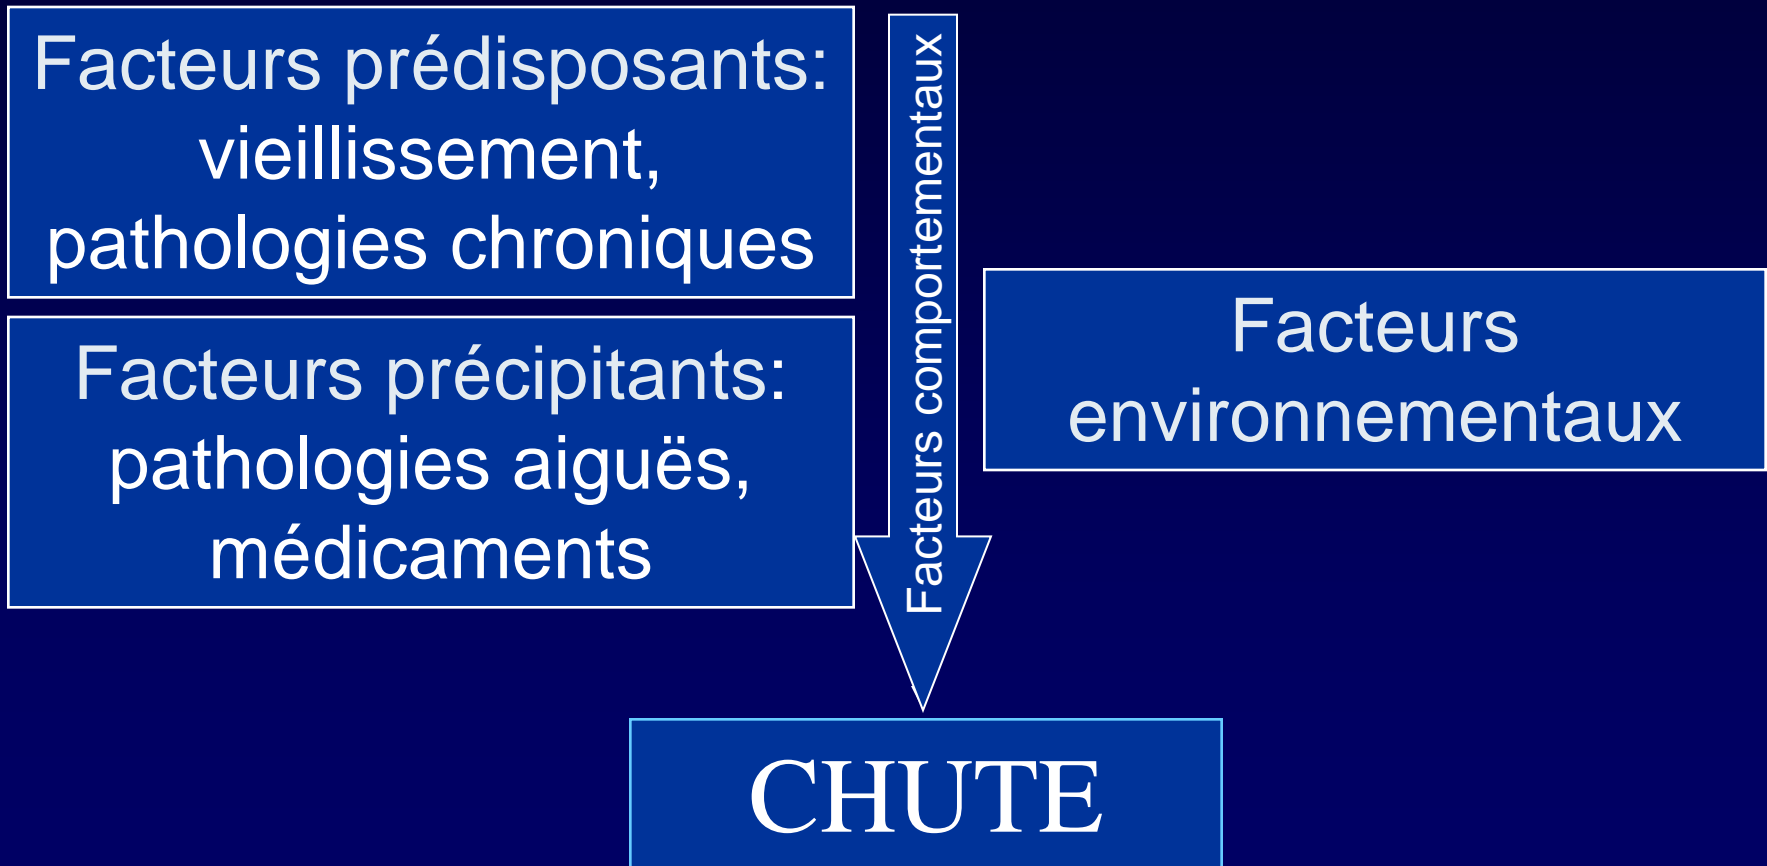 Facteurs prédisposants:
vieillissement,
pathologies chroniques
Facteurs précipitants:
pathologies aiguës,
médicaments
Facteurs comportementaux
Facteurs
environnementaux
CHUTE